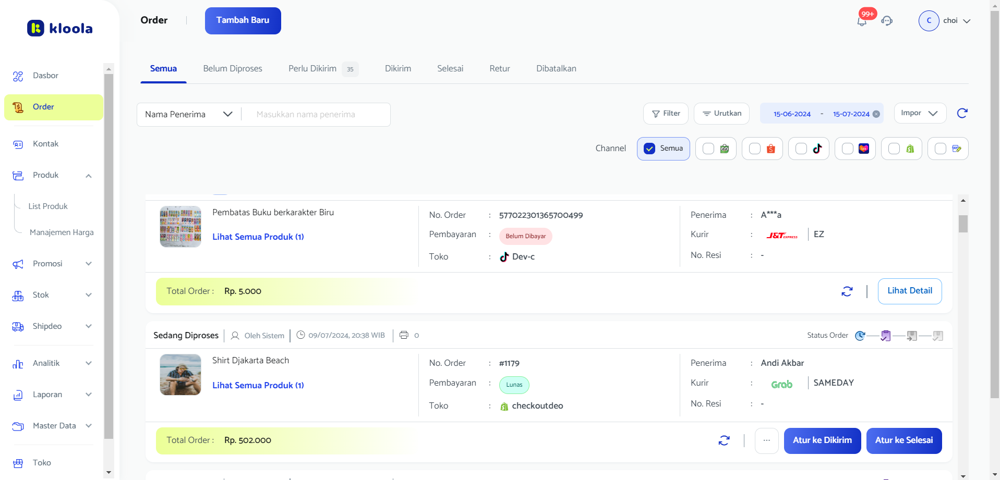 kloola
Order
Tambah Baru
99+
C
choi
Dasbor
Order
Kontak
Produk
List Produk
Manajemen Harga
Promosi
Stok
Shipdeo
Analitik
Laporan
Master Data
Toko
Semua
Belum Diproses
Perlu Dikirim 35
Dikirim
Selesai
Retur
Dibatalkan
Nama Penerima
Masukkan nama penerima
Filter
Urutkan
15-06-2024 - 15-07-2024
Impor
Channel
Semua
Pembatas Buku berkarakter Biru
Lihat Semua Produk (1)
No. Order : 577022301365700499
Pembayaran : Belum Dibayar
Toko : Dev-c
Penerima : A***a
Kurir : J&T EXPRESS EZ
No. Resi : -
Total Order : Rp. 5.000
Lihat Detail
Sedang Diproses
Oleh Sistem
09/07/2024, 20:38 WIB
0
Status Order
Shirt Djakarta Beach
Lihat Semua Produk (1)
No. Order : #1179
Pembayaran : Lunas
Toko : checkoutdeo
Penerima : Andi Akbar
Kurir : Grab SAMEDAY
No. Resi : -
Total Order : Rp. 502.000
...
Atur ke Dikirim
Atur ke Selesai